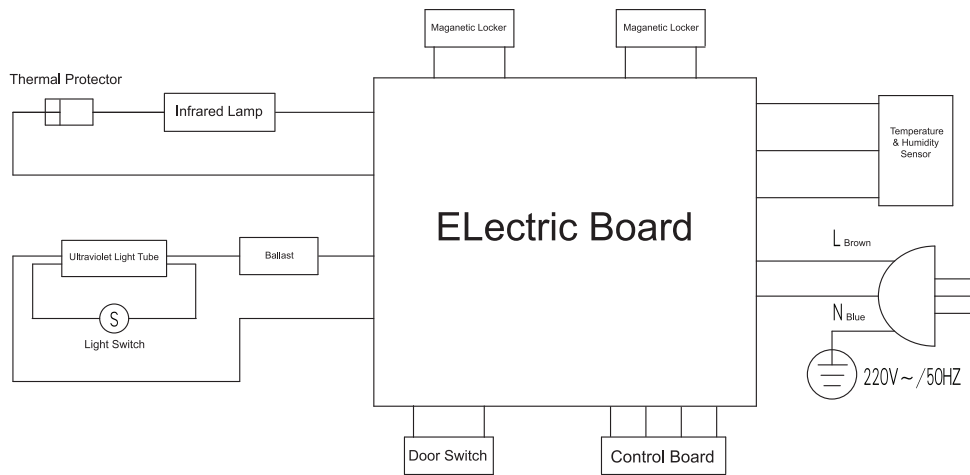 Maganetic Locker
Maganetic Locker
Thermal Protector
Infrared Lamp
Temperature
& Humidity
Sensor
ELectric Board
L Brown
Ultraviolet Light Tube
Ballast
N Blue
S
Light Switch
220V~/50HZ
Door Switch
Control Board